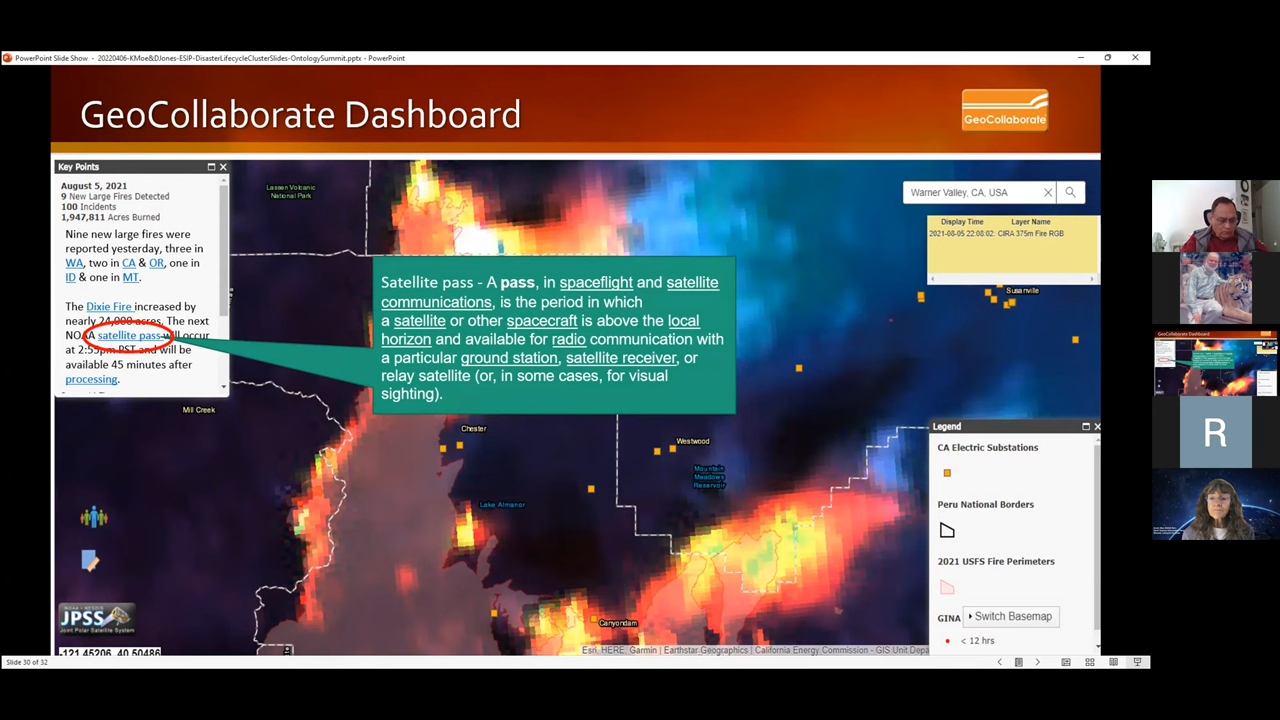 PowerPoint Slide Show - 20220406-KMoe&DJones-ESIP-DisasterLifecycleClusterSlides-OntologySummit.pptx - PowerPoint
GeoCollaborate Dashboard
GeoCollaborate
Key Points
August 5, 2021
9 New Large Fires Detected
100 Incidents
1,947,811 Acres Burned
Nine new large fires were
reported yesterday, three in
WA, two in CA & OR, one in
ID & one in MT.
The Dixie Fire increased by
nearly 24,000 acres. The next
NOAA satellite pass will occur
at 2:55pm PST and will be
available 45 minutes after
processing.
Lassen Volcanic
National Park
Warner Valley, CA, USA
Display Time Layer Name
2021-08-05 22:08:02: CIRA 375m Fire RGB
Susanville
Satellite pass - A pass, in spaceflight and satellite
communications, is the period in which
a satellite or other spacecraft is above the local
horizon and available for radio communication with
a particular ground station, satellite receiver, or
relay satellite (or, in some cases, for visual
sighting).
Mill Creek
Chester
Westwood
Mountain
Meadows
Reservoir
Lake Almanor
Canyondam
Legend
CA Electric Substations
Peru National Borders
2021 USFS Fire Perimeters
GINA
Switch Basemap
< 12 hrs
NOAA - NESDIS
JPSS
Joint Polar Satellite System
-121.45206 40.50486
Esri, HERE, Garmin | Earthstar Geographics | California Energy Commission - GIS Unit Depa
Slide 30 of 32
GeoCollaborate Dashboard
R